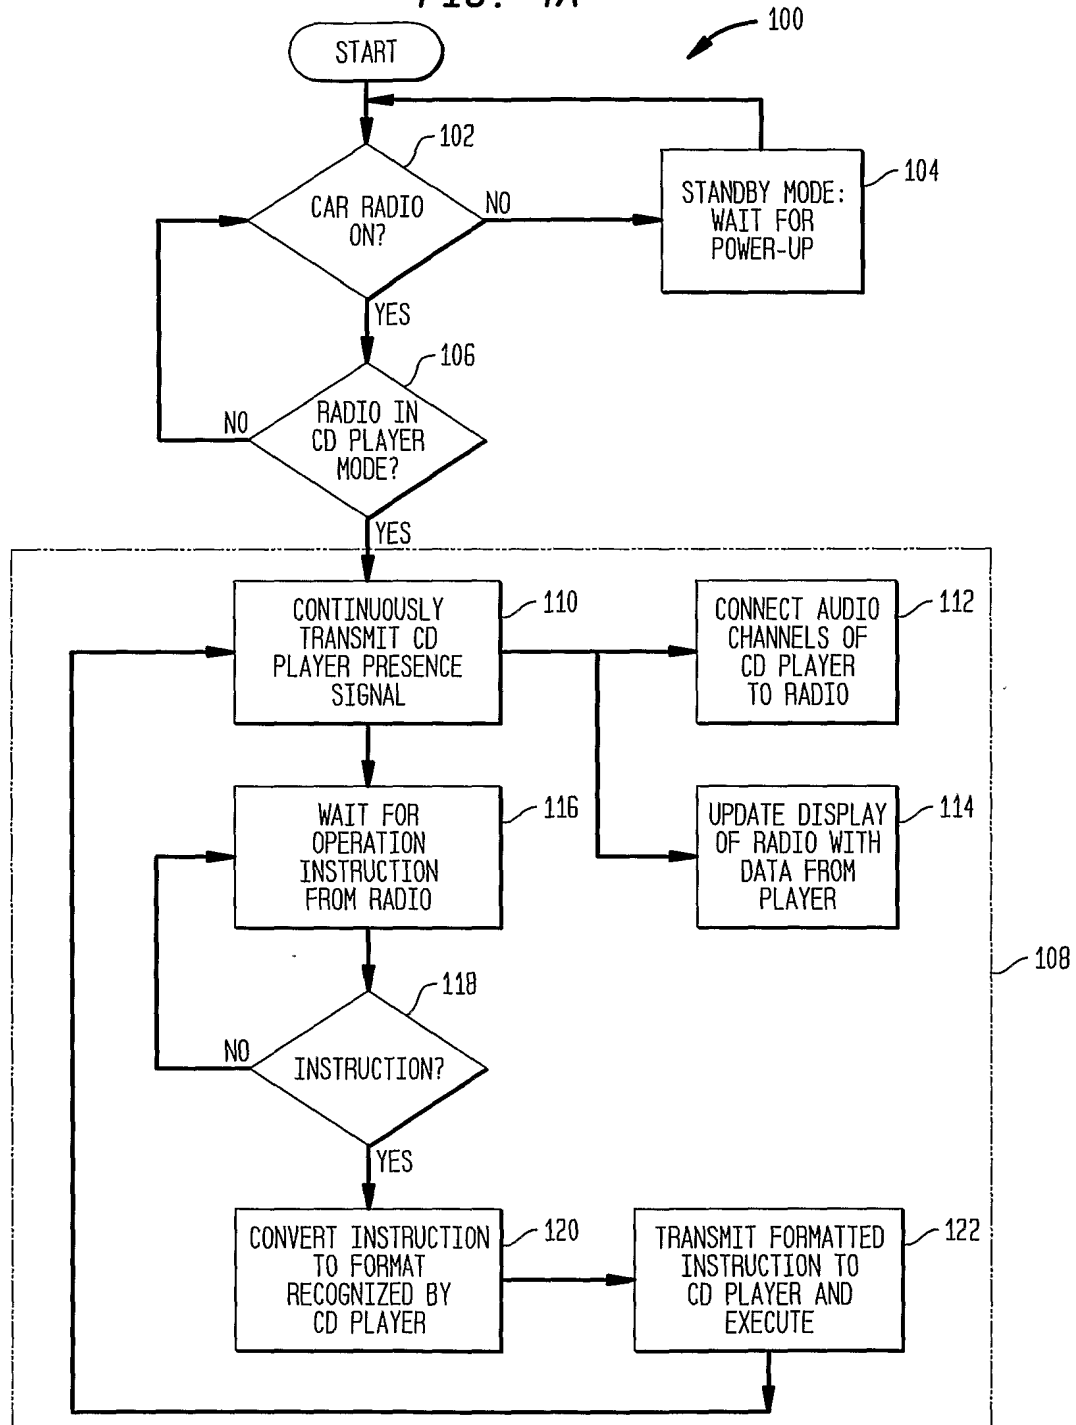 100
START
102
CAR RADIO
ON?
NO
104
STANDBY MODE:
WAIT FOR
POWER-UP
YES
106
RADIO IN
CD PLAYER
MODE?
NO
YES
110
CONTINUOUSLY
TRANSMIT CD
PLAYER PRESENCE
SIGNAL
112
CONNECT AUDIO
CHANNELS OF
CD PLAYER
TO RADIO
116
WAIT FOR
OPERATION
INSTRUCTION
FROM RADIO
114
UPDATE DISPLAY
OF RADIO WITH
DATA FROM
PLAYER
108
118
INSTRUCTION?
NO
YES
120
CONVERT INSTRUCTION
TO FORMAT
RECOGNIZED BY
CD PLAYER
122
TRANSMIT FORMATTED
INSTRUCTION TO
CD PLAYER AND
EXECUTE